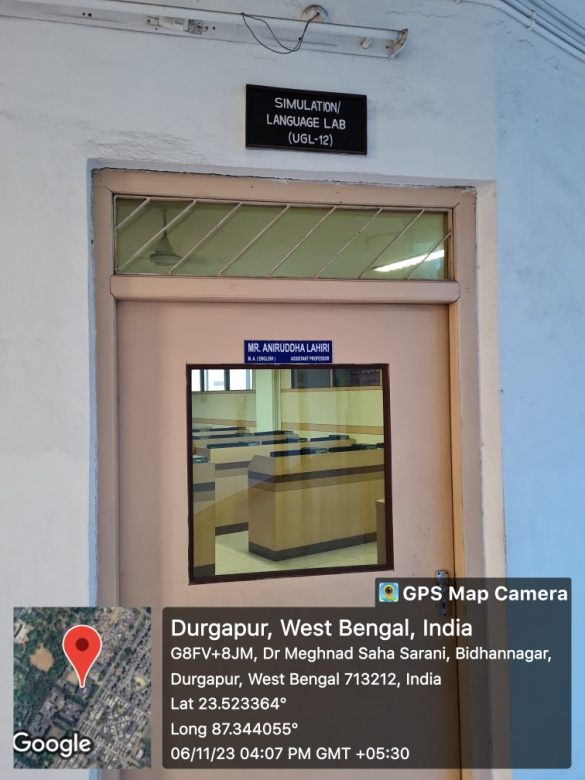 SIMULATION/
LANGUAGE LAB
(UGL-12)
MR. ANIRUDDHA LAHIRI
M.A. (ENGLISH) ASSISTANT PROFESSOR
GPS Map Camera
Durgapur, West Bengal, India
G8FV+8JM, Dr Meghnad Saha Sarani, Bidhannagar,
Durgapur, West Bengal 713212, India
Lat 23.523364°
Long 87.344055°
06/11/23 04:07 PM GMT +05:30
Google